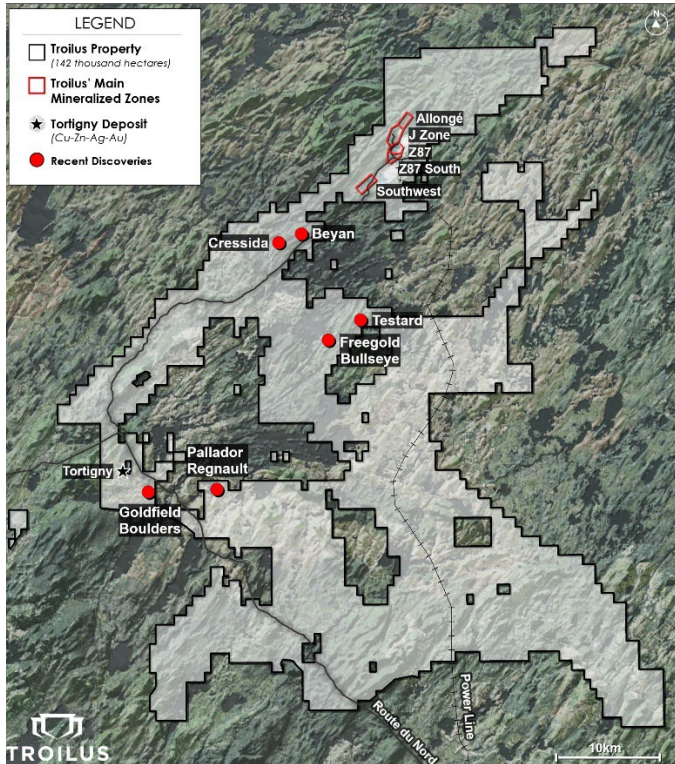 LEGEND
Troilus Property
(142 thousand hectares)
Troilus' Main
Mineralized Zones
Tortigny Deposit
(Cu-Zn-Ag-Au)
Recent Discoveries
N
Allongé
J Zone
Z87
Z87 South
Southwest
Beyan
Cressida
Testard
Freegold
Bullseye
Pallador
Regnault
Tortigny
Goldfield
Boulders
Route du Nord
Power Line
TROILUS
10km